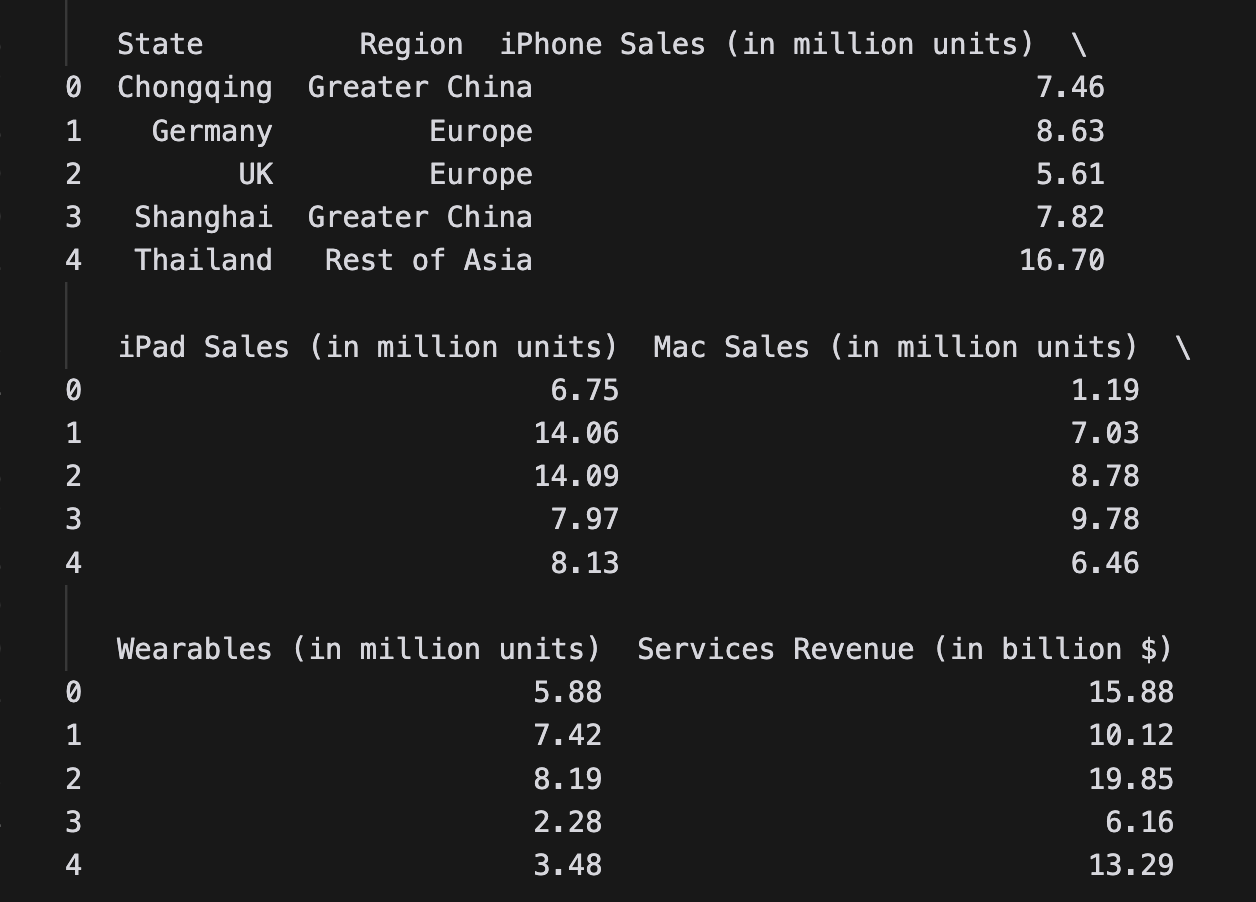 State Region iPhone Sales (in million units) \
0 Chongqing Greater China 7.46
1 Germany Europe 8.63
2 UK Europe 5.61
3 Shanghai Greater China 7.82
4 Thailand Rest of Asia 16.70
iPad Sales (in million units) Mac Sales (in million units) \
0 6.75 1.19
1 14.06 7.03
2 14.09 8.78
3 7.97 9.78
4 8.13 6.46
Wearables (in million units) Services Revenue (in billion $)
0 5.88 15.88
1 7.42 10.12
2 8.19 19.85
3 2.28 6.16
4 3.48 13.29